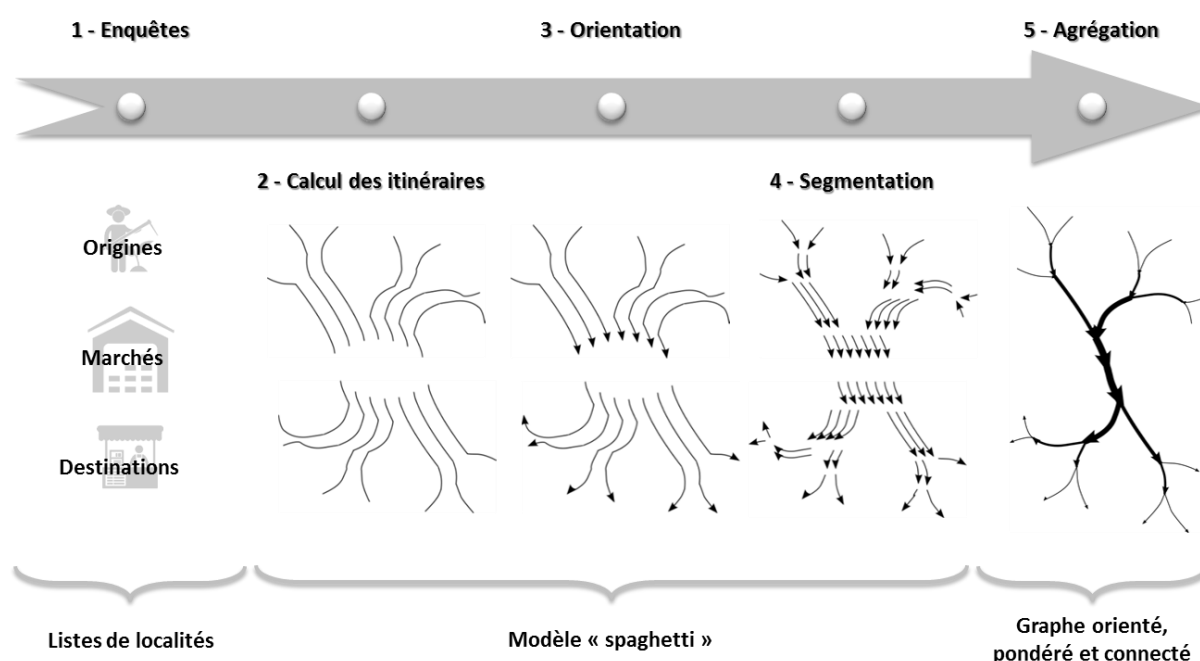 1 - Enquêtes
3 - Orientation
5 - Agrégation
2 - Calcul des itinéraires
4 - Segmentation
Origines
Marchés
Destinations
Listes de localités
Modèle « spaghetti »
Graphe orienté,
pondéré et connecté